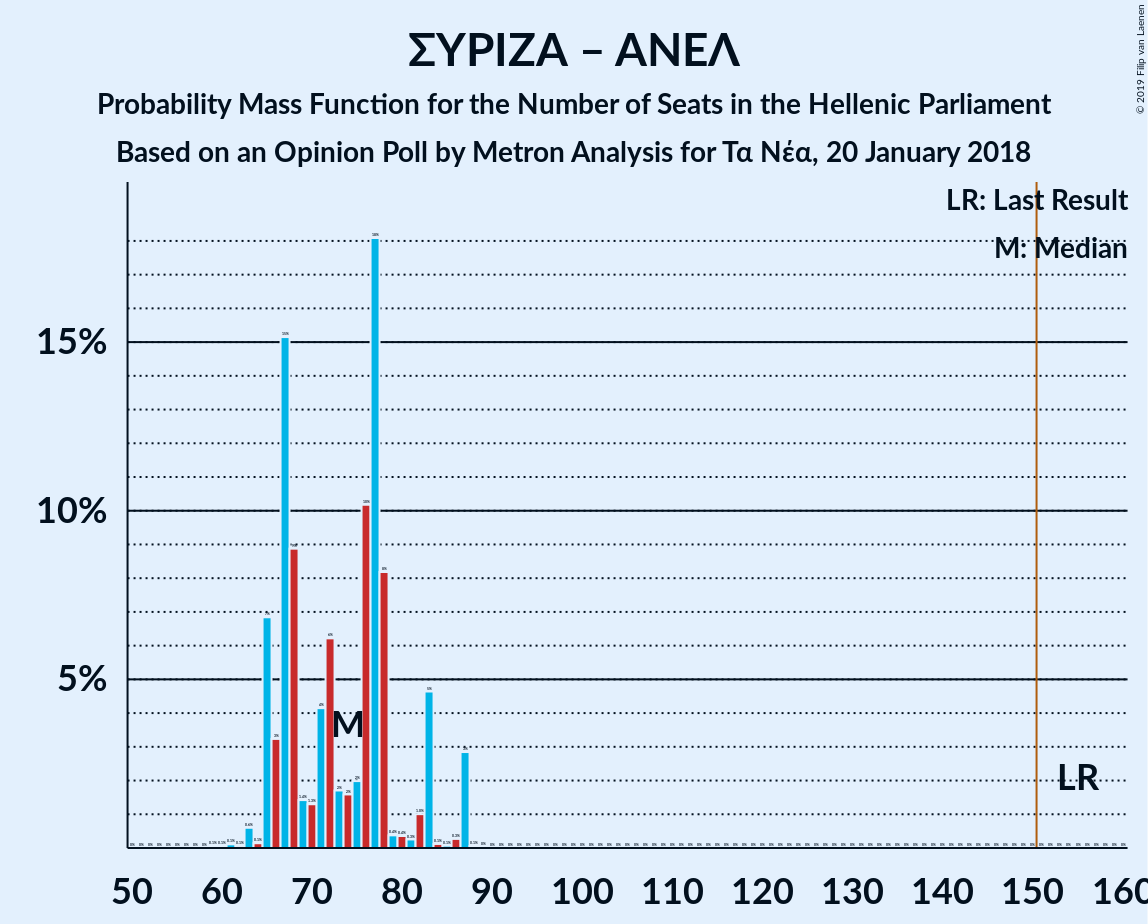 ΣΥΡΙΖΑ – ΑΝΕΛ
Probability Mass Function for the Number of Seats in the Hellenic Parliament
Based on an Opinion Poll by Metron Analysis for Τα Νέα, 20 January 2018
© 2019 Filip van Laenen
LR: Last Result
M: Median
15%
10%
5%
M
LR
50 60 70 80 90 100 110 120 130 140 150 160